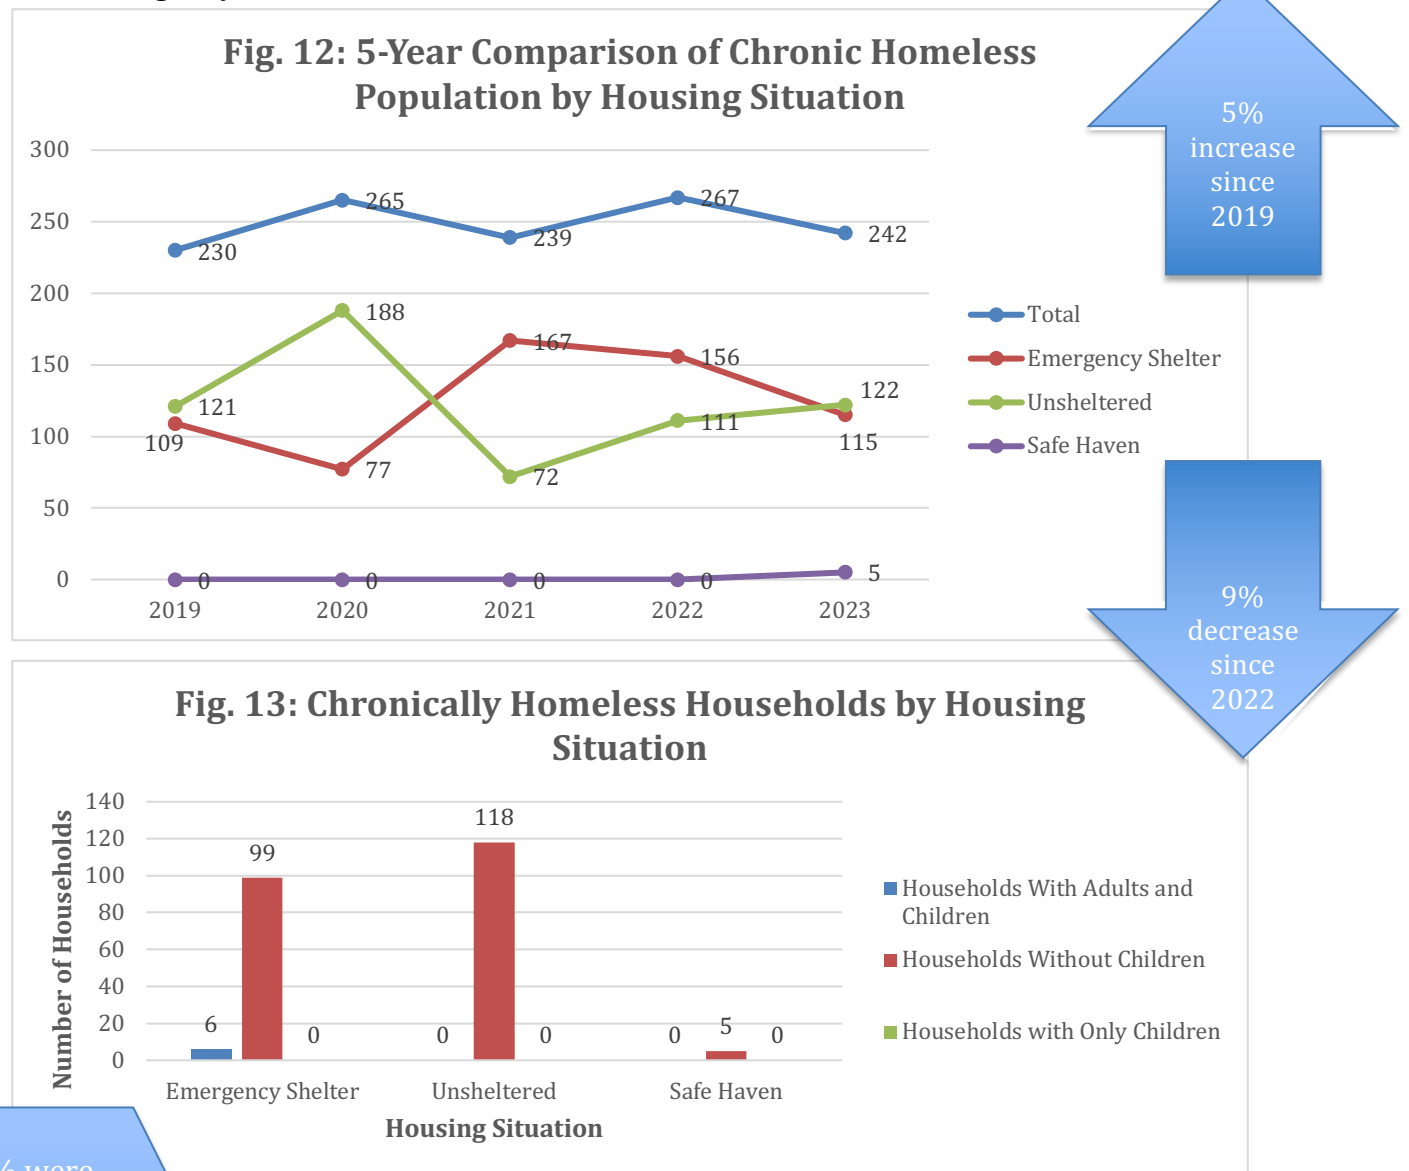 Fig. 12: 5-Year Comparison of Chronic Homeless
Population by Housing Situation
5%
increase
since
2019
300
250
200
150
100
50
0
265
267
230
239
242
188
167
156
121
122
109
77
72
111
115
0
0
0
0
5
2019
2020
2021
2022
2023
Total
Emergency Shelter
Unsheltered
Safe Haven
9%
decrease
since
2022
Fig. 13: Chronically Homeless Households by Housing
Situation
Number of Households
140
120
100
80
60
40
20
0
6
99
0
0
118
0
0
5
0
Emergency Shelter
Unsheltered
Safe Haven
Housing Situation
Households With Adults and
Children
Households Without Children
Households with Only Children
% were